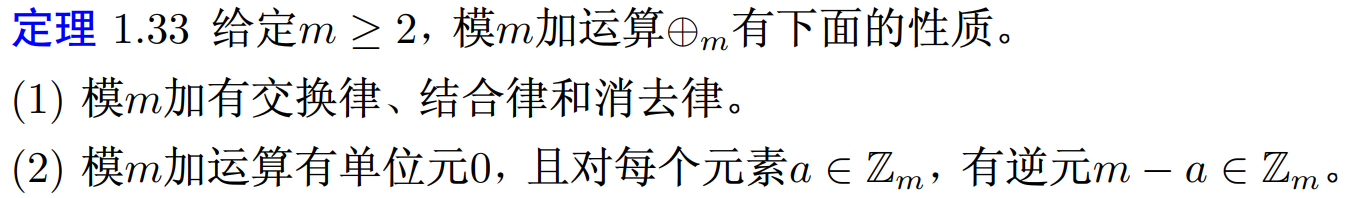 定理 1.33 给定m ≥ 2，模m加运算⊕ₘ有下面的性质。
(1) 模m加有交换律、结合律和消去律。
(2) 模m加运算有单位元0，且对每个元素a ∈ ℤₘ，有逆元m − a ∈ ℤₘ。